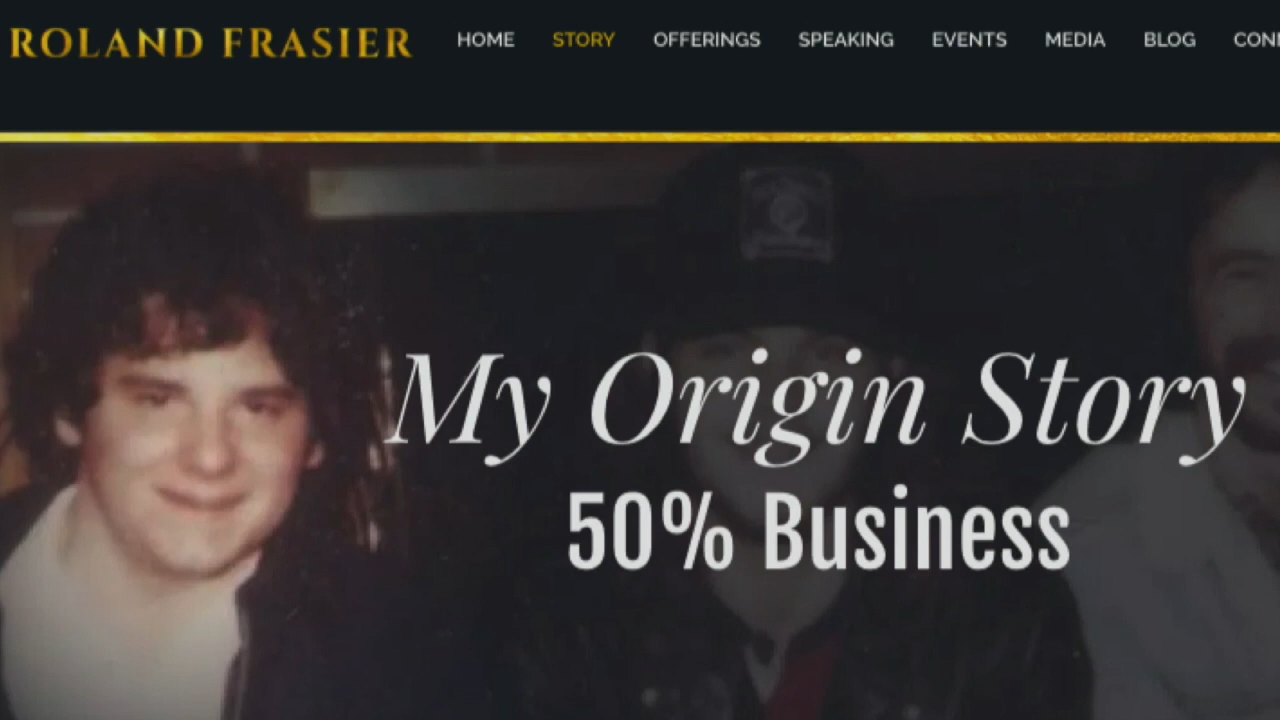 ROLAND FRASIER
HOME STORY OFFERINGS SPEAKING EVENTS MEDIA BLOG
My Origin Story
50% Business